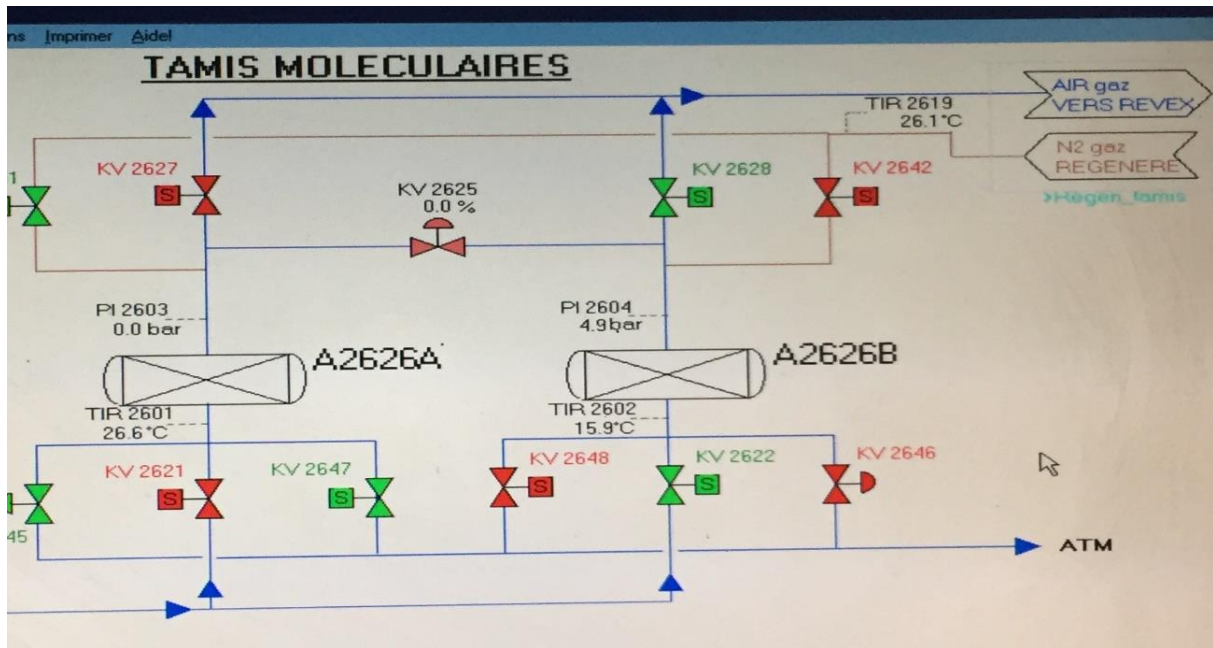 ns Imprimer Aide!
TAMIS MOLECULAIRES
AIR gaz
VERS REVEX
TIR 2619
26.1°C
N2 gaz
REGENERE
>Regen_tamis
1
KV 2627
KV 2625
0.0 %
KV 2628
KV 2642
S
S
S
PI 2603
0.0 bar
PI 2604
4.9bar
A2626A
A2626B
TIR 2601
26.6°C
TIR 2602
15.9°C
KV 2621
KV 2647
KV 2648
KV 2622
KV 2646
S
S
S
S
45
ATM